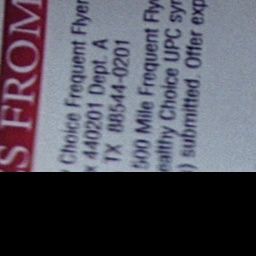 S FROM
Choice Frequent Flyer
440201 Dept. A
TX 88544-0201
500 Mile Frequent Fly
ealthy Choice UPC sy
) submitted. Offer exp